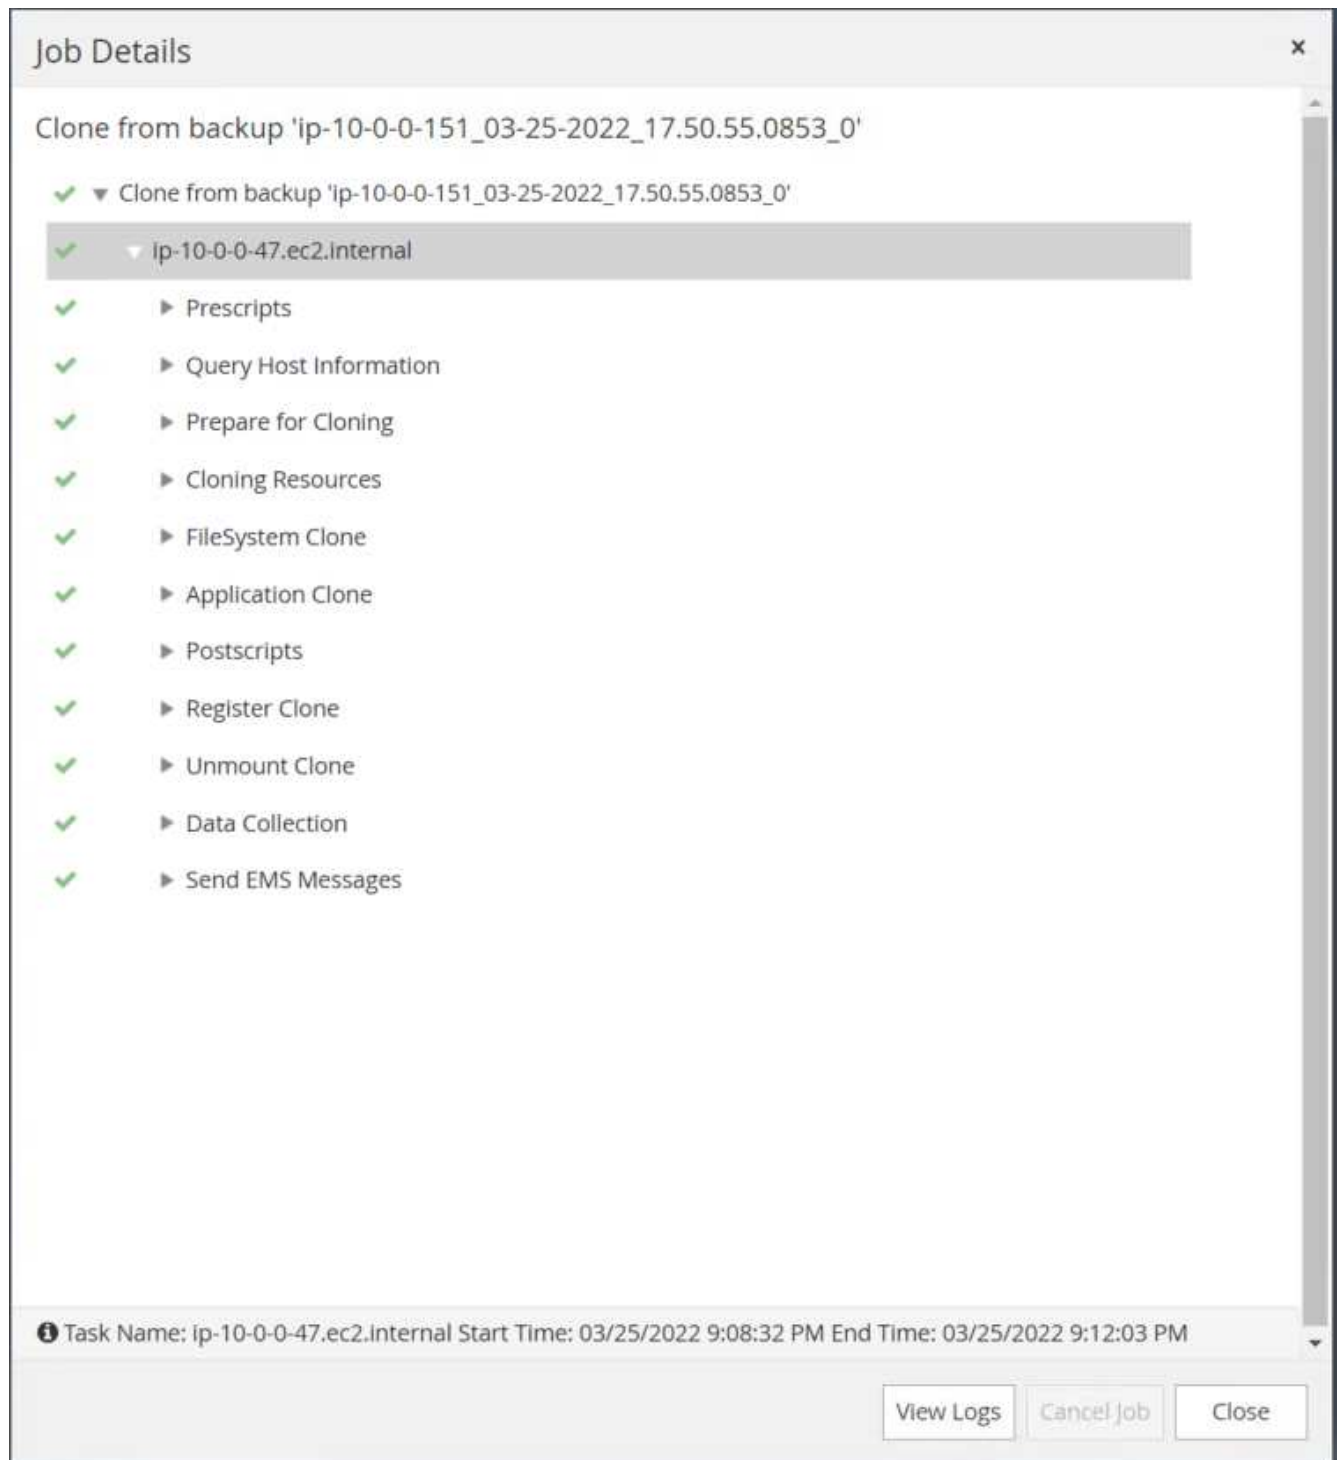 Job Details
Clone from backup 'ip-10-0-0-151_03-25-2022_17.50.55.0853_0'
Clone from backup 'ip-10-0-0-151_03-25-2022_17.50.55.0853_0'
ip-10-0-0-47.ec2.internal
Prescripts
Query Host Information
Prepare for Cloning
Cloning Resources
FileSystem Clone
Application Clone
Postscripts
Register Clone
Unmount Clone
Data Collection
Send EMS Messages
Task Name: ip-10-0-0-47.ec2.internal Start Time: 03/25/2022 9:08:32 PM End Time: 03/25/2022 9:12:03 PM
View Logs Cancel Job Close